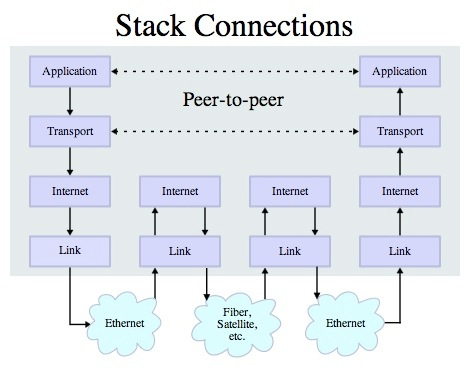 Stack Connections
Application
Application
Peer-to-peer
Transport
Transport
Internet
Internet
Internet
Internet
Link
Link
Link
Link
Ethernet
Fiber,
Satellite,
etc.
Ethernet